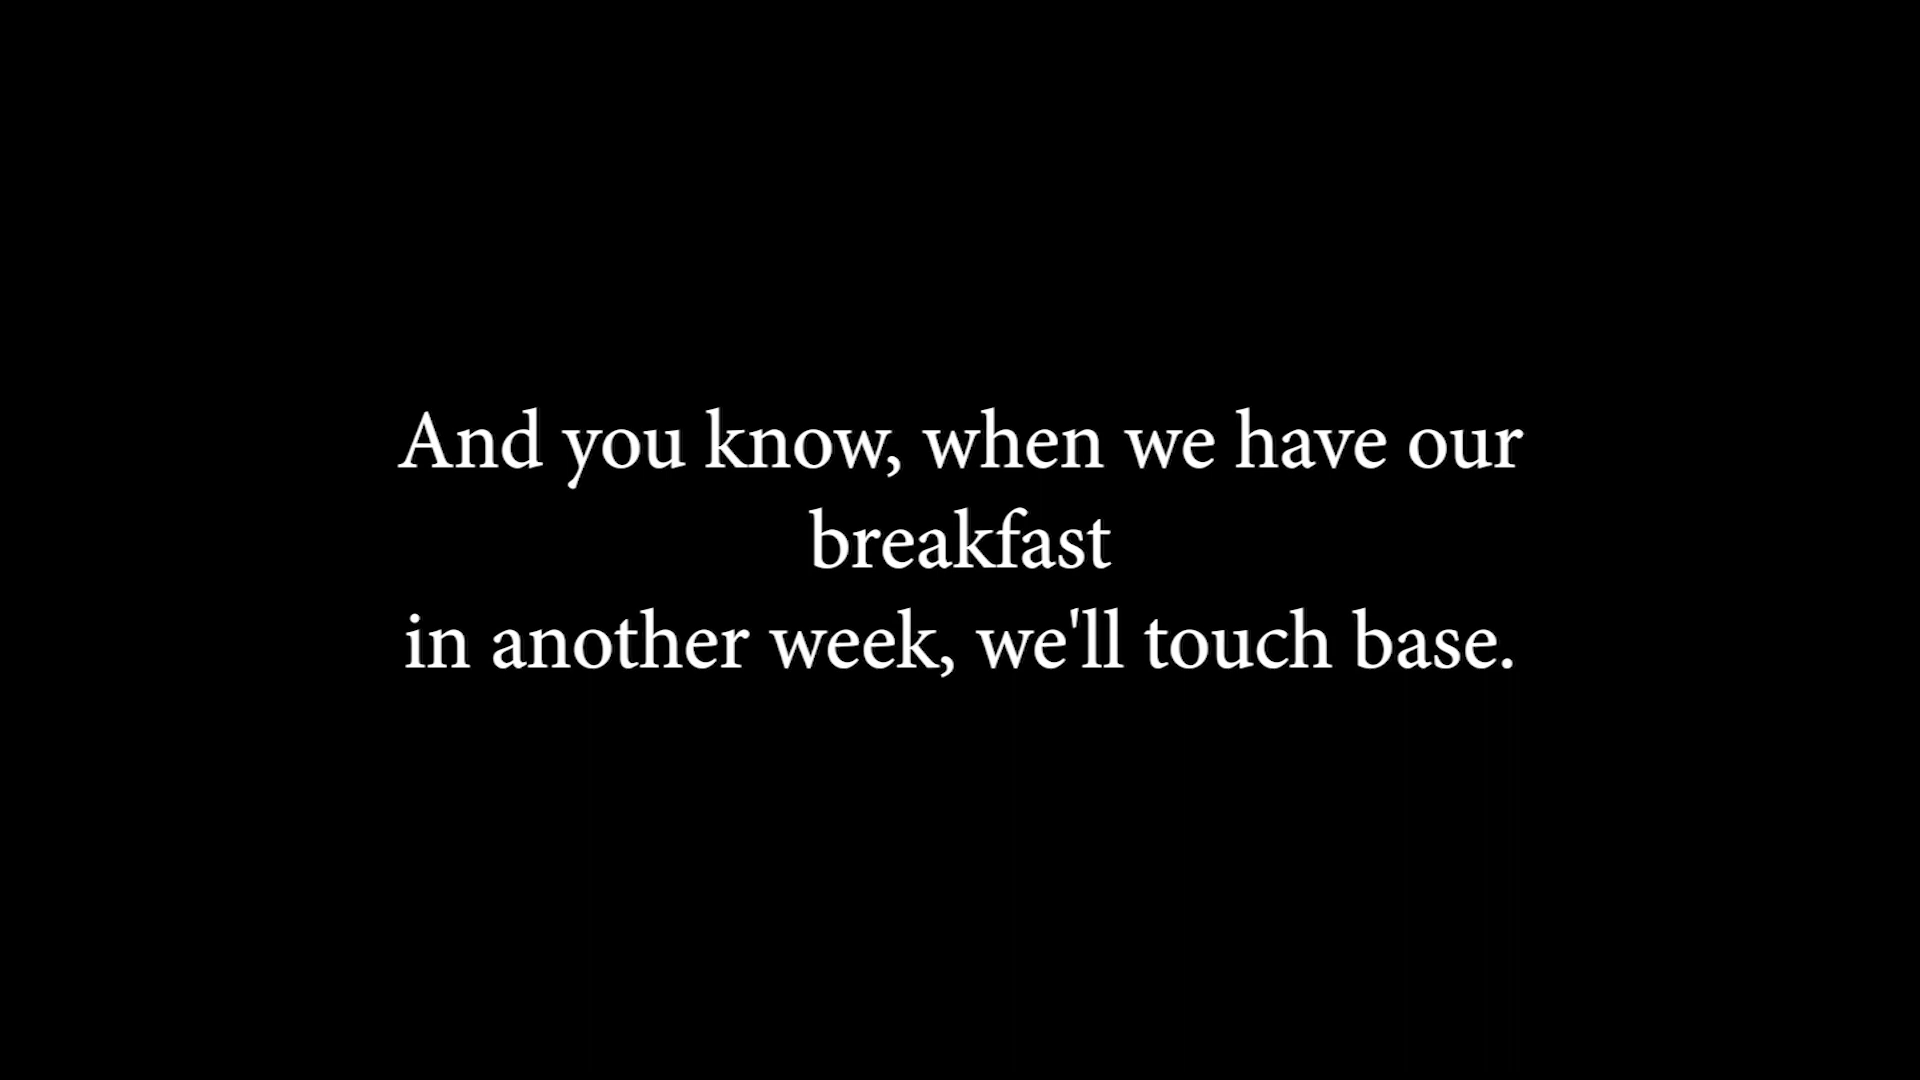 And you know, when we have our
breakfast
in another week, we'll touch base.